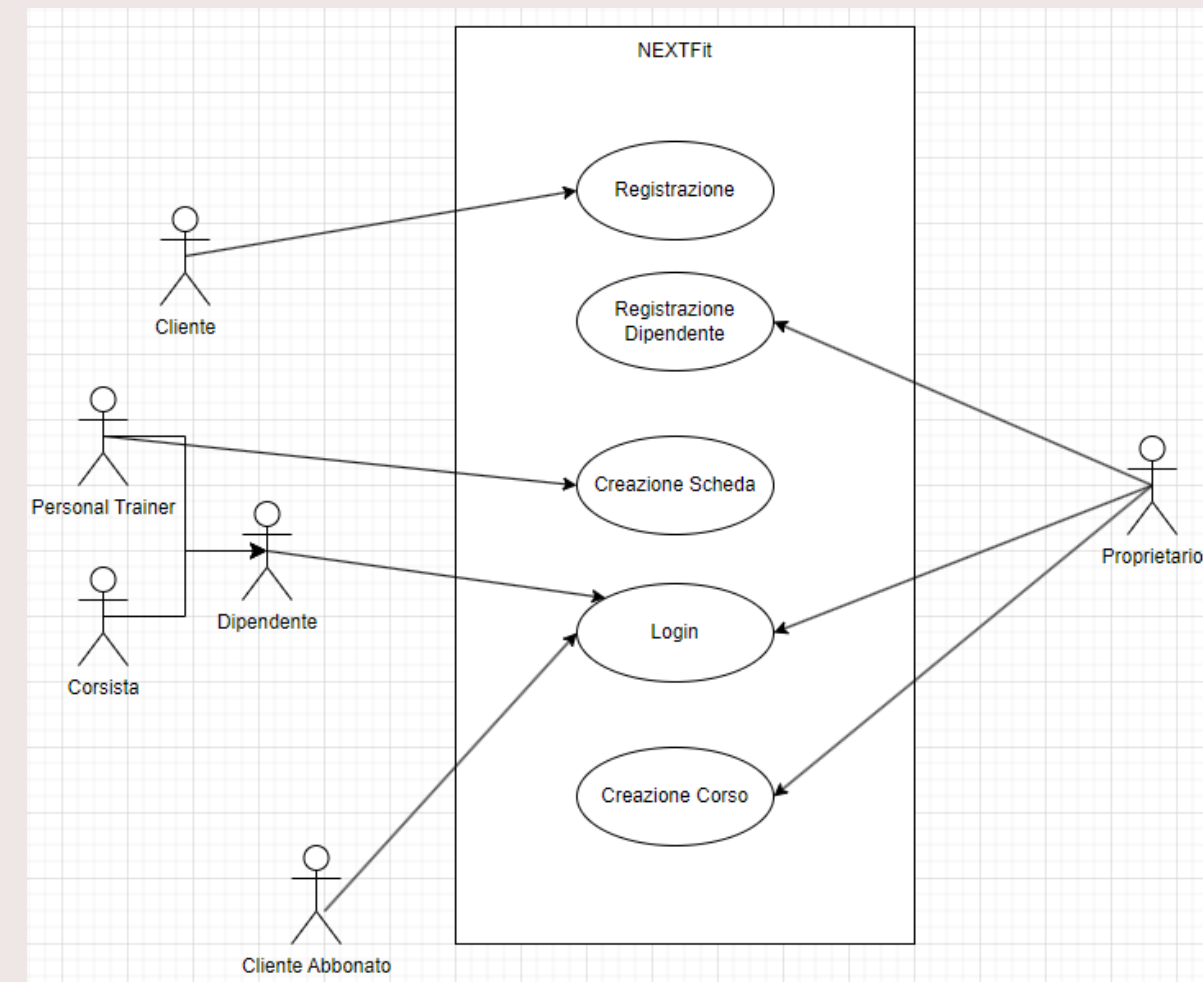 NEXTFit
Registrazione
Cliente
Registrazione
Dipendente
Personal Trainer
Creazione Scheda
Proprietario
Dipendente
Login
Corsista
Creazione Corso
Cliente Abbonato